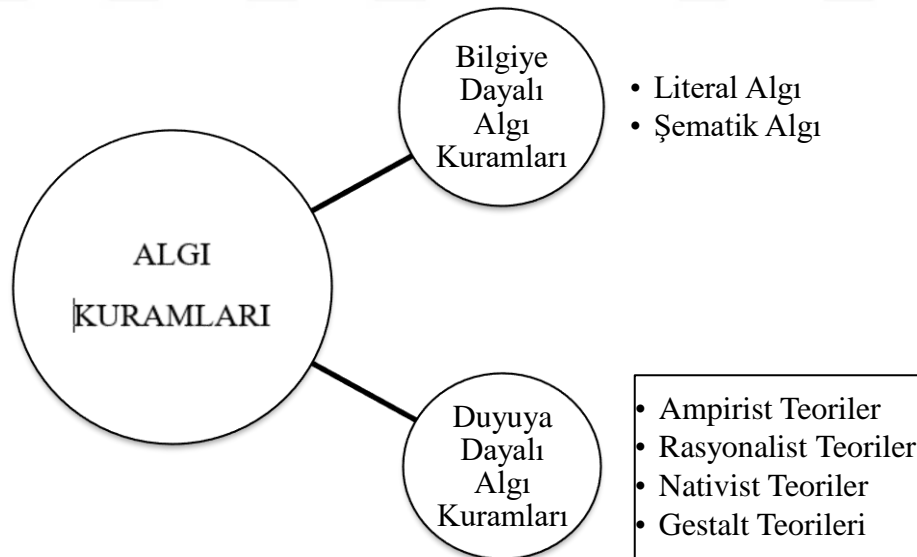 Bilgiye
Dayalı
Algı
Kuramları
• Literal Algı
• Şematik Algı
ALGI
KURAMLARI
Duyuya
Dayalı
Algı
Kuramları
• Ampirist Teoriler
• Rasyonalist Teoriler
• Nativist Teoriler
• Gestalt Teorileri